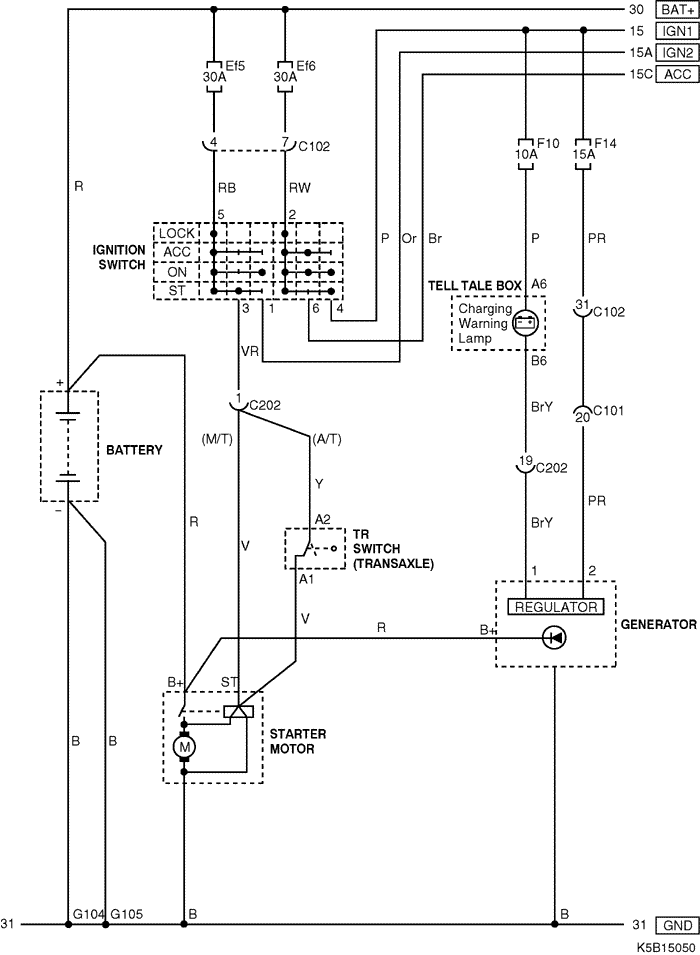 30 BAT+
15 IGN1
15A IGN2
15C ACC
Ef5
30A
Ef6
30A
F10
10A
F14
15A
4 7 C102
R
RB RW
P Or Br P PR
5 2
IGNITION
SWITCH
LOCK
ACC
ON
ST
3 1 6 4
TELL TALE BOX A6
Charging
Warning
Lamp
B6
31
C102
VR
1
C202
+
BATTERY
–
(M/T) (A/T)
BrY
C101
20
19
C202
Y
PR
R
V
A2
TR
SWITCH
(TRANSAXLE)
A1
BrY
V
1 2
REGULATOR
GENERATOR
R
B+
B+ ST
M
STARTER
MOTOR
B B
31 G104 G105 B B 31 GND
K5B15050